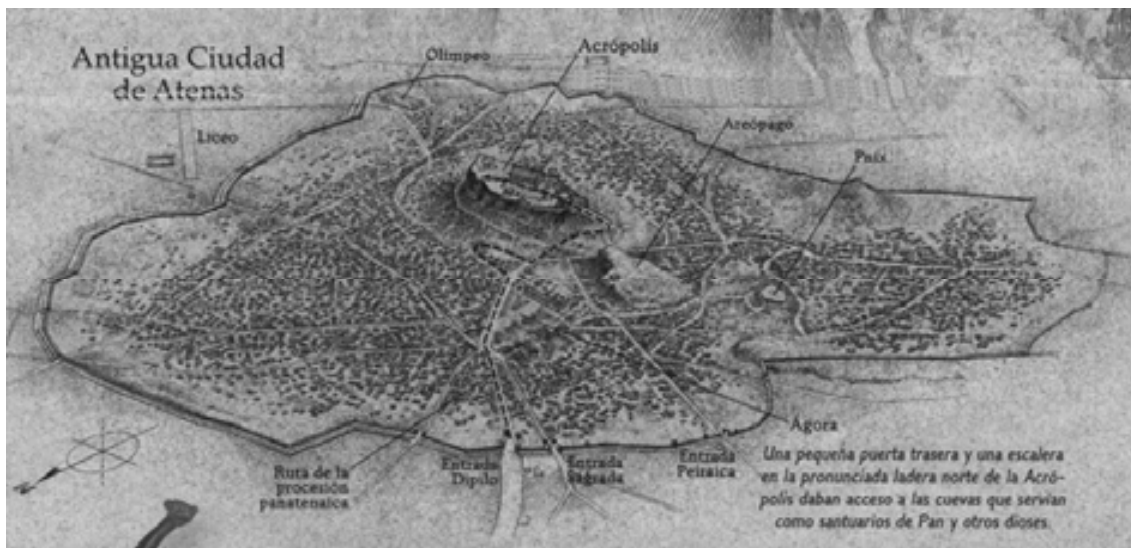 Antigua Ciudad
de Atenas
Olimpeo
Acrópolis
Liceo
Areópago
Pnix
Ágora
Ruta de la
procesión
panatenaica
Entrada
Dipilo
Entrada
Sagrada
Entrada
Peiraica
Una pequeña puerta trasera y una escalera
en la pronunciada ladera norte de la Acró-
polis daban acceso a las cuevas que servían
como santuarios de Pan y otros dioses.